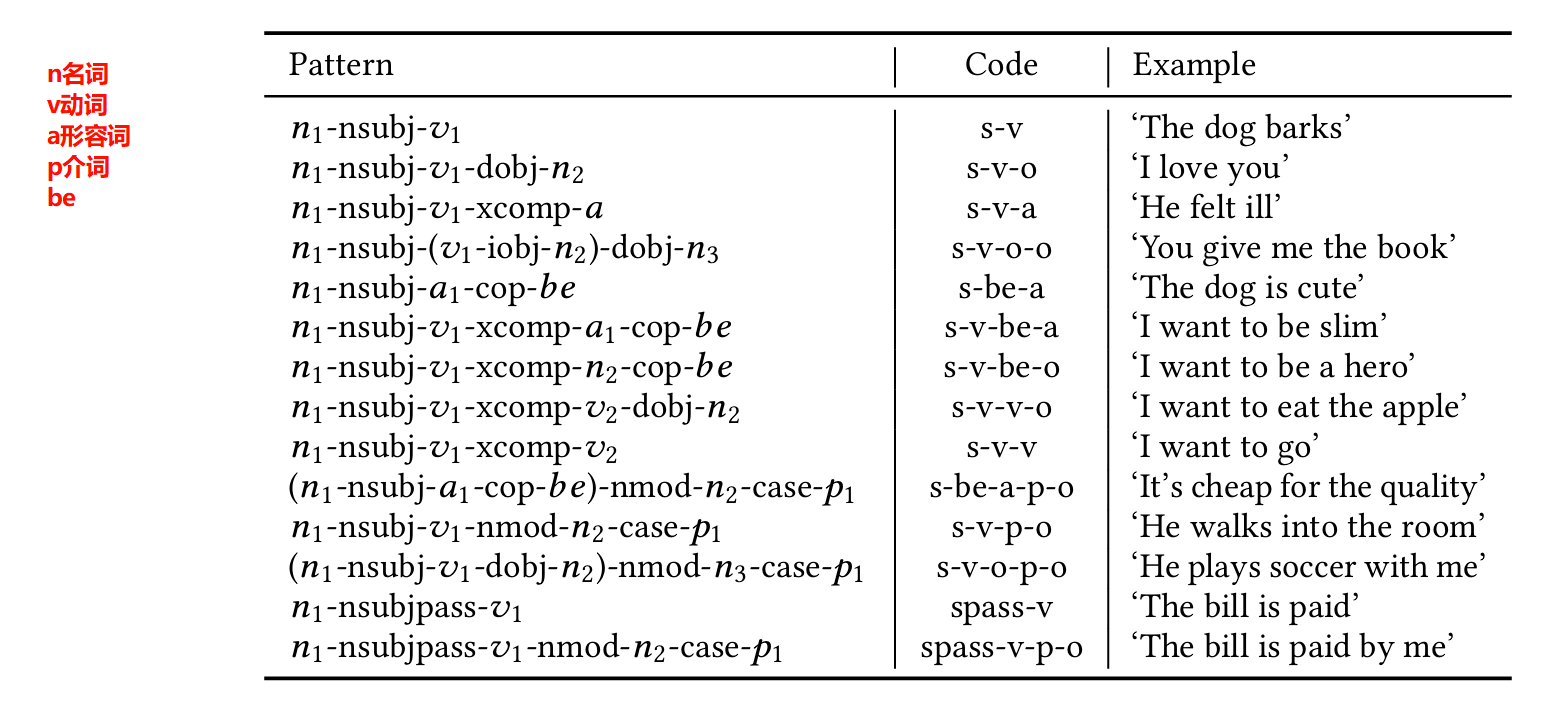 n名词
v动词
a形容词
p介词
be
Pattern Code Example
n₁-nsubj-v₁ s-v ‘The dog barks’
n₁-nsubj-v₁-dobj-n₂ s-v-o ‘I love you’
n₁-nsubj-v₁-xcomp-a s-v-a ‘He felt ill’
n₁-nsubj-(v₁-iobj-n₂)-dobj-n₃ s-v-o-o ‘You give me the book’
n₁-nsubj-a₁-cop-be s-be-a ‘The dog is cute’
n₁-nsubj-v₁-xcomp-a₁-cop-be s-v-be-a ‘I want to be slim’
n₁-nsubj-v₁-xcomp-n₂-cop-be s-v-be-o ‘I want to be a hero’
n₁-nsubj-v₁-xcomp-v₂-dobj-n₂ s-v-v-o ‘I want to eat the apple’
n₁-nsubj-v₁-xcomp-v₂ s-v-v ‘I want to go’
(n₁-nsubj-a₁-cop-be)-nmod-n₂-case-p₁ s-be-a-p-o ‘It’s cheap for the quality’
n₁-nsubj-v₁-nmod-n₂-case-p₁ s-v-p-o ‘He walks into the room’
(n₁-nsubj-v₁-dobj-n₂)-nmod-n₃-case-p₁ s-v-o-p-o ‘He plays soccer with me’
n₁-nsubjpass-v₁ spass-v ‘The bill is paid’
n₁-nsubjpass-v₁-nmod-n₂-case-p₁ spass-v-p-o ‘The bill is paid by me’